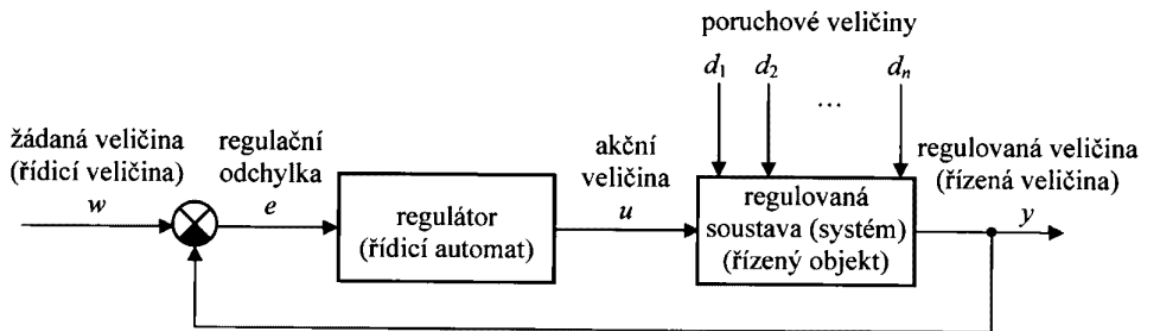 poruchové veličiny
d1 d2 ... dn
žádaná veličina
(řídicí veličina)
w
regulační
odchylka
e
regulátor
(řídicí automat)
akční
veličina
u
regulovaná
soustava (systém)
(řízený objekt)
regulovaná veličina
(řízená veličina)
y